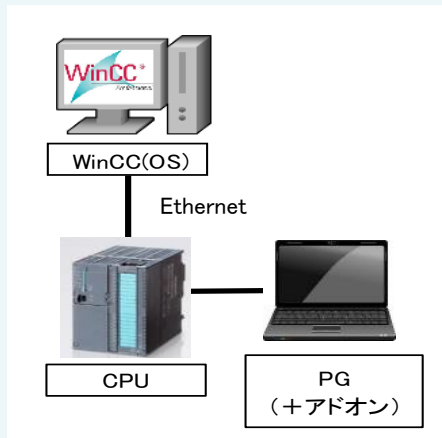 WinCC®
WinCC(OS)
Ethernet
CPU
PG
(+アドオン)